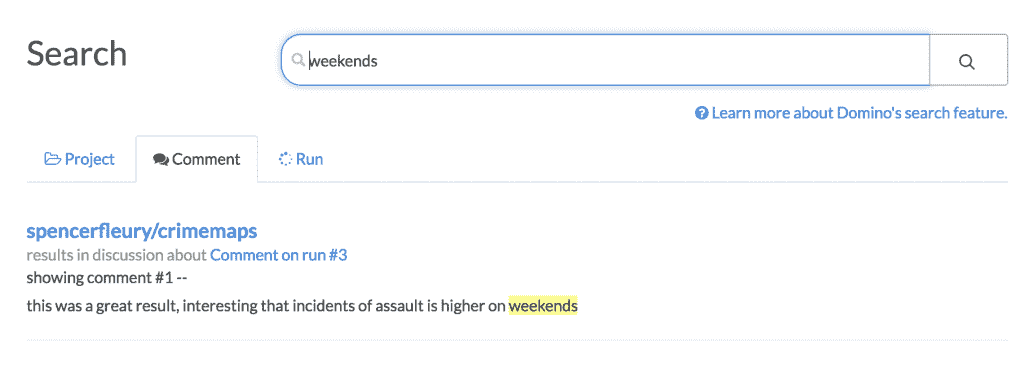 Search
weekends
Learn more about Domino's search feature.
Project Comment Run
spencerfleury/crimemaps
results in discussion about Comment on run #3
showing comment #1 --
this was a great result, interesting that incidents of assault is higher on weekends